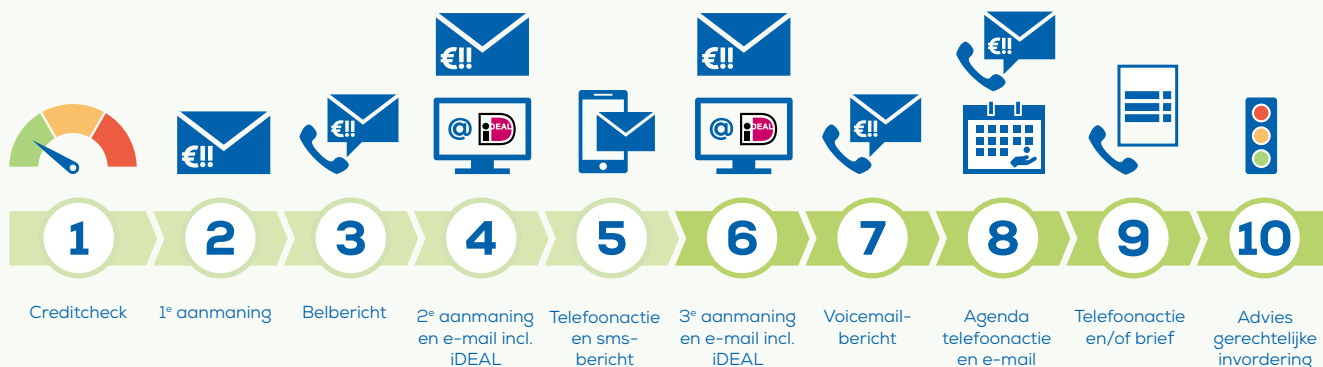 €!!
€!!
€!!
€!!
€!!
€!!
@ iDEAL
@ iDEAL
€!!
€!!
1
2
3
4
5
6
7
8
9
10
Creditcheck
1e aanmaning
Belbericht
2e aanmaning
en e-mail incl.
iDEAL
Telefoonactie
en sms-
bericht
3e aanmaning
en e-mail incl.
iDEAL
Voicemail-
bericht
Agenda
telefoonactie
en e-mail
Telefoonactie
en/of brief
Advies
gerechtelijke
invordering